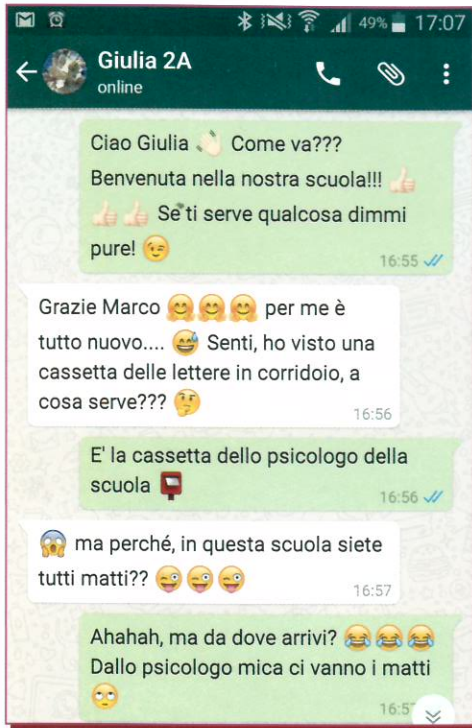 49% 17:07
Giulia 2A
online
Ciao Giulia 👋🏻 Come va???
Benvenuta nella nostra scuola!!! 👍🏻
👍🏻 👍🏻 Se ti serve qualcosa dimmi
pure! 😉
16:55
Grazie Marco 🤗🤗🤗 per me è
tutto nuovo.... 😅 Senti, ho visto una
cassetta delle lettere in corridoio, a
cosa serve??? 🤔
16:56
E' la cassetta dello psicologo della
scuola 📮
16:56
😱 ma perché, in questa scuola siete
tutti matti?? 😜😜😜
16:57
Ahahah, ma da dove arrivi? 😂😂😂
Dallo psicologo mica ci vanno i matti
🙄